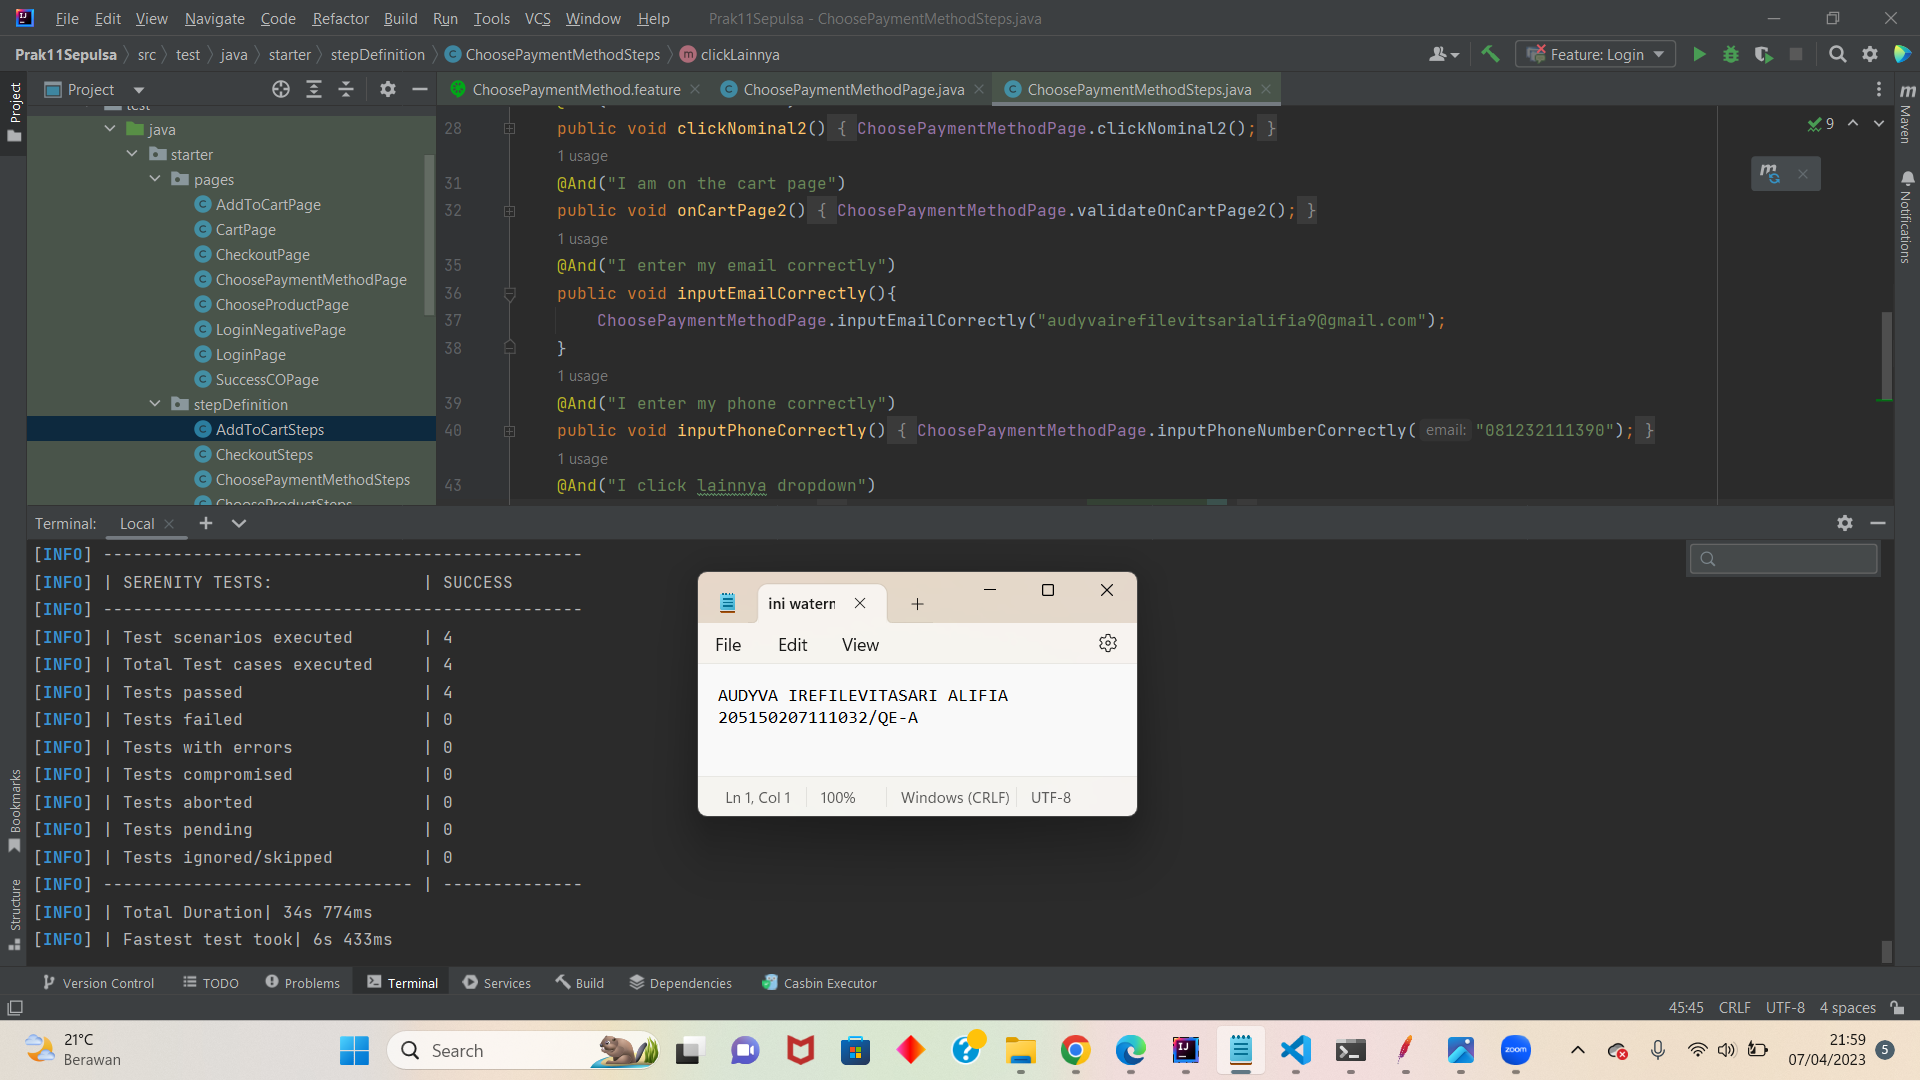 File Edit View Navigate Code Refactor Build Run Tools VCS Window Help Prak11Sepulsa - ChoosePaymentMethodSteps.java
Prak11Sepulsa src test java starter stepDefinition ChoosePaymentMethodSteps clickLainnya Feature: Login
Project
ChoosePaymentMethod.feature ChoosePaymentMethodPage.java ChoosePaymentMethodSteps.java
Project
Maven
Notifications
test
java
starter
pages
AddToCartPage
CartPage
CheckoutPage
ChoosePaymentMethodPage
ChooseProductPage
LoginNegativePage
LoginPage
SuccessCOPage
stepDefinition
AddToCartSteps
CheckoutSteps
ChoosePaymentMethodSteps
ChooseProductSteps
28 public void clickNominal2() { ChoosePaymentMethodPage.clickNominal2(); }
1 usage
31 @And("I am on the cart page")
32 public void onCartPage2() { ChoosePaymentMethodPage.validateOnCartPage2(); }
1 usage
35 @And("I enter my email correctly")
36 public void inputEmailCorrectly(){
37 ChoosePaymentMethodPage.inputEmailCorrectly("audyvairefilevitsarialifia9@gmail.com");
38 }
1 usage
39 @And("I enter my phone correctly")
40 public void inputPhoneCorrectly() { ChoosePaymentMethodPage.inputPhoneNumberCorrectly( email: "081232111390"); }
1 usage
43 @And("I click lainnya dropdown")
9
Terminal: Local
[INFO] ------------------------------------------------
[INFO] | SERENITY TESTS: | SUCCESS
[INFO] ------------------------------------------------
[INFO] | Test scenarios executed | 4
[INFO] | Total Test cases executed | 4
[INFO] | Tests passed | 4
[INFO] | Tests failed | 0
[INFO] | Tests with errors | 0
[INFO] | Tests compromised | 0
[INFO] | Tests aborted | 0
[INFO] | Tests pending | 0
[INFO] | Tests ignored/skipped | 0
[INFO] ------------------------------- | --------------
[INFO] | Total Duration| 34s 774ms
[INFO] | Fastest test took| 6s 433ms
ini waterm
File Edit View
AUDYVA IREFILEVITASARI ALIFIA
205150207111032/QE-A
Ln 1, Col 1 100% Windows (CRLF) UTF-8
Bookmarks
Structure
Version Control TODO Problems Terminal Services Build Dependencies Casbin Executor
45:45 CRLF UTF-8 4 spaces
21°C
Berawan
Search
zoom
21:59
07/04/2023
5